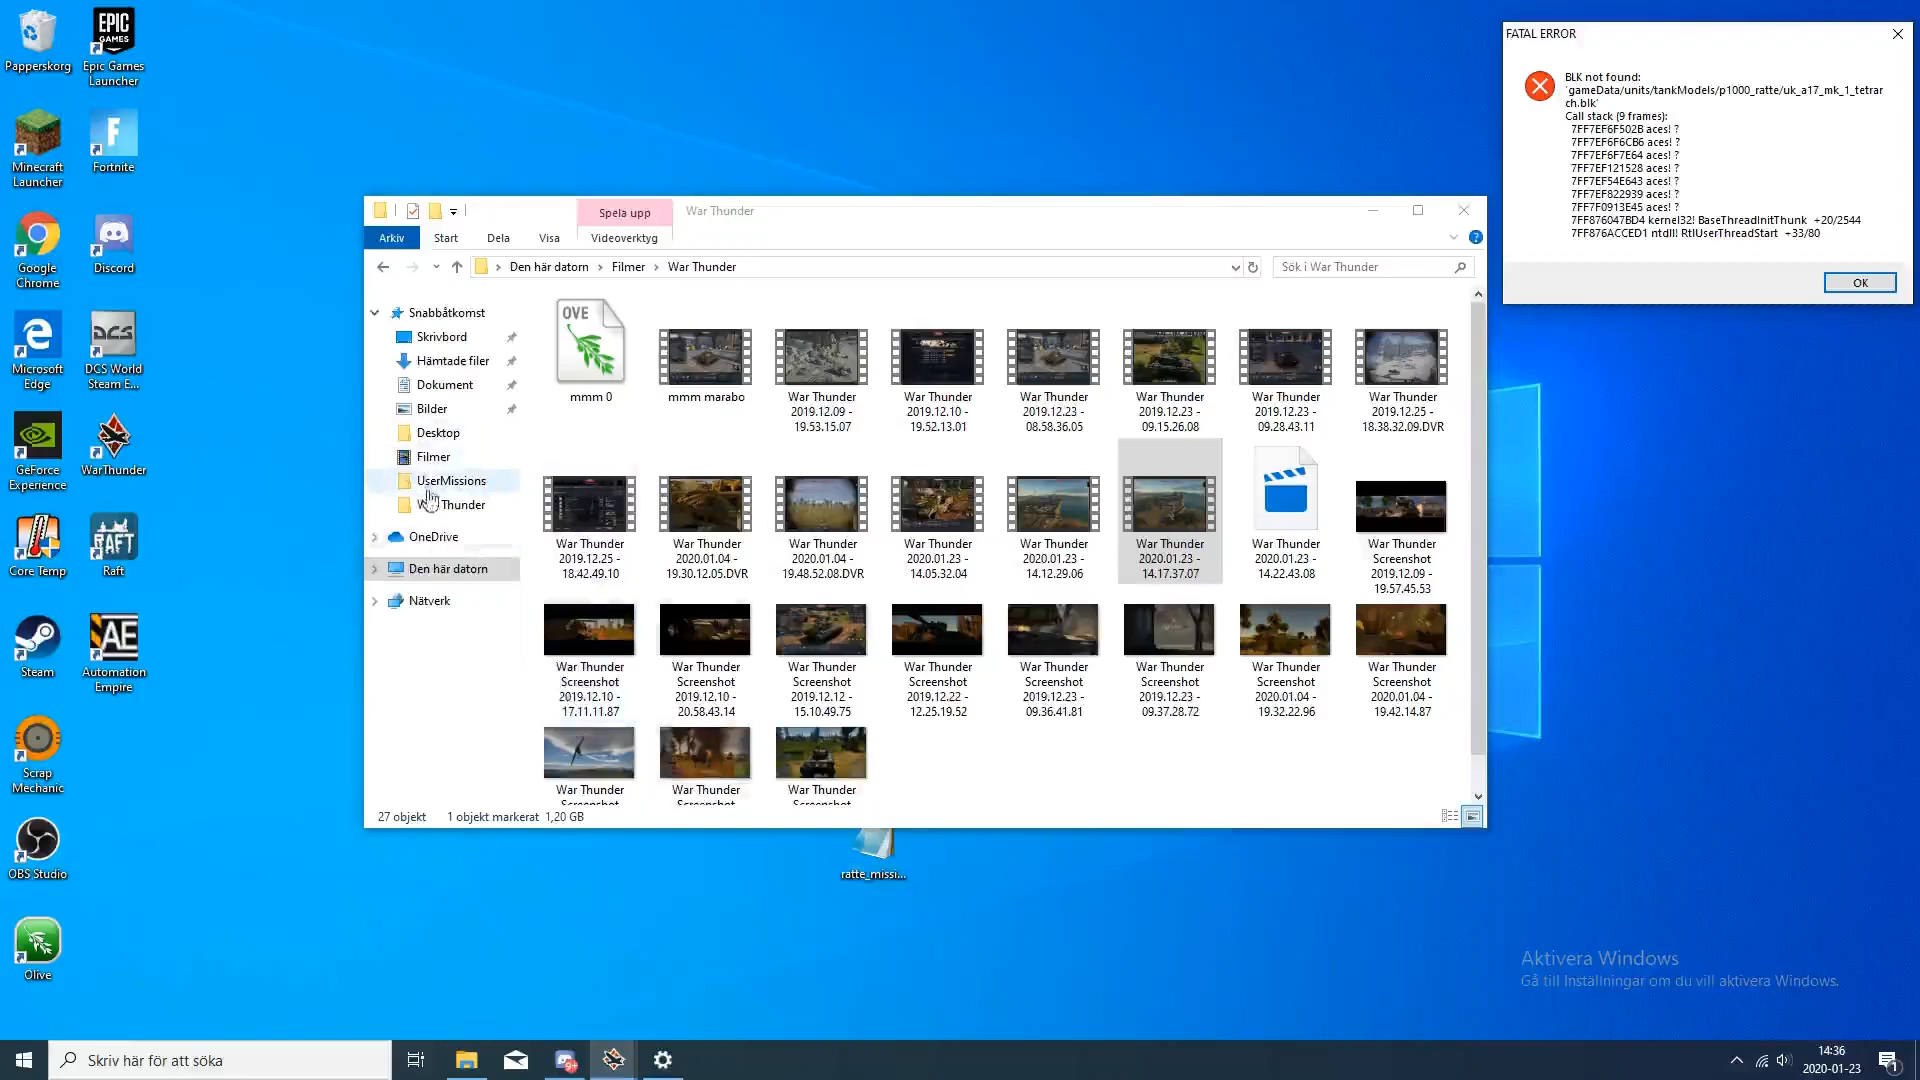 Papperskorg
Epic Games
Launcher
Minecraft
Launcher
Fortnite
Google
Chrome
Discord
Microsoft
Edge
DCS World
Steam E...
GeForce
Experience
WarThunder
Core Temp
Raft
Steam
Automation
Empire
Scrap
Mechanic
OBS Studio
Olive
War Thunder
Spela upp
Arkiv
Start
Dela
Visa
Videoverktyg
Den här datorn
Filmer
War Thunder
Sök i War Thunder
Snabbåtkomst
Skrivbord
Hämtade filer
Dokument
Bilder
Desktop
Filmer
UserMissions
Thunder
OneDrive
Den här datorn
Nätverk
OVE
mmm 0
mmm marabo
War Thunder
2019.12.09 -
19.53.15.07
War Thunder
2019.12.10 -
19.52.13.01
War Thunder
2019.12.23 -
08.58.36.05
War Thunder
2019.12.23 -
09.15.26.08
War Thunder
2019.12.23 -
09.28.43.11
War Thunder
2019.12.25 -
18.38.32.09.DVR
War Thunder
2019.12.25 -
18.42.49.10
War Thunder
2020.01.04 -
19.30.12.05.DVR
War Thunder
2020.01.04 -
19.48.52.08.DVR
War Thunder
2020.01.23 -
14.05.32.04
War Thunder
2020.01.23 -
14.12.29.06
War Thunder
2020.01.23 -
14.17.37.07
War Thunder
2020.01.23 -
14.22.43.08
War Thunder
Screenshot
2019.12.09 -
19.57.45.53
War Thunder
Screenshot
2019.12.10 -
17.11.11.87
War Thunder
Screenshot
2019.12.10 -
20.58.43.14
War Thunder
Screenshot
2019.12.12 -
15.10.49.75
War Thunder
Screenshot
2019.12.22 -
12.25.19.52
War Thunder
Screenshot
2019.12.23 -
09.36.41.81
War Thunder
Screenshot
2019.12.23 -
09.37.28.72
War Thunder
Screenshot
2020.01.04 -
19.32.22.96
War Thunder
Screenshot
2020.01.04 -
19.42.14.87
War Thunder
Screenshot
War Thunder
Screenshot
War Thunder
Screenshot
27 objekt
1 objekt markerat 1,20 GB
ratte_missi...
FATAL ERROR
BLK not found:
'gameData/units/tankModels/p1000_ratte/uk_a17_mk_1_tetrar
ch.blk'
Call stack (9 frames):
7FF7EF6F502B aces! ?
7FF7EF6F6CB6 aces! ?
7FF7EF6F7E64 aces! ?
7FF7EF121528 aces! ?
7FF7EF54E643 aces! ?
7FF7EF822939 aces! ?
7FF7F0913E45 aces! ?
7FF876047BD4 kernel32! BaseThreadInitThunk +20/2544
7FF876ACCED1 ntdll! RtlUserThreadStart +33/80
OK
Aktivera Windows
Gå till Inställningar om du vill aktivera Windows.
Skriv här för att söka
9+
14:36
2020-01-23
1